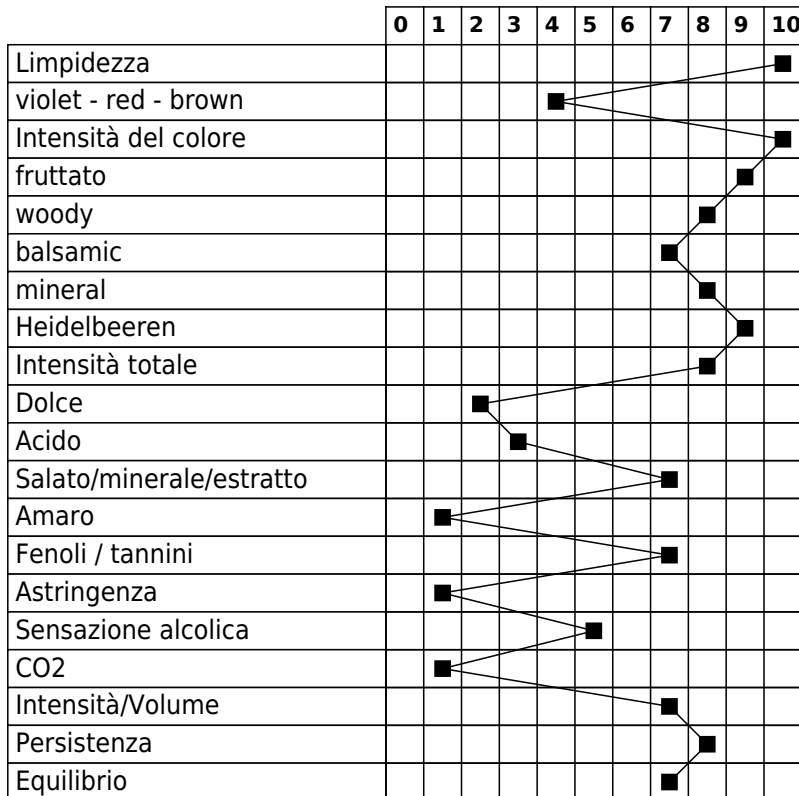 0 1 2 3 4 5 6 7 8 9 10
Limpidezza
violet - red - brown
Intensità del colore
fruttato
woody
balsamic
mineral
Heidelbeeren
Intensità totale
Dolce
Acido
Salato/minerale/estratto
Amaro
Fenoli / tannini
Astringenza
Sensazione alcolica
CO2
Intensità/Volume
Persistenza
Equilibrio